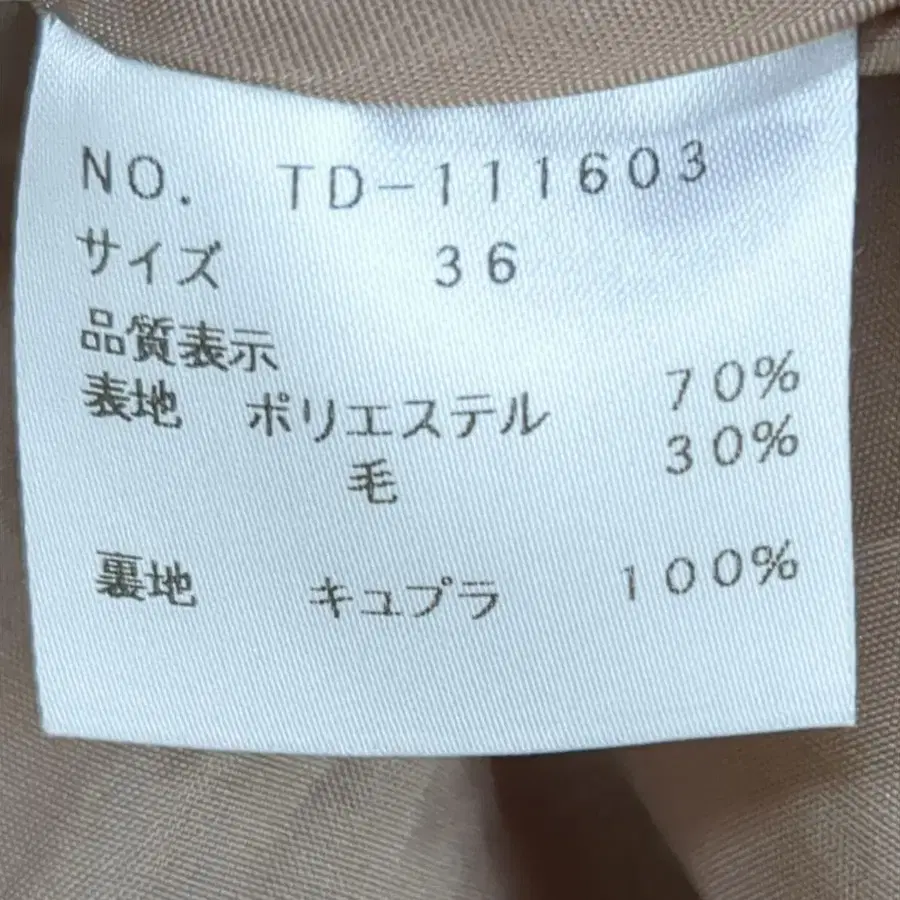 NO. TD-111603
サイズ 36
品質表示
表地 ポリエステル 70%
毛 30%
裏地 キュプラ 100%